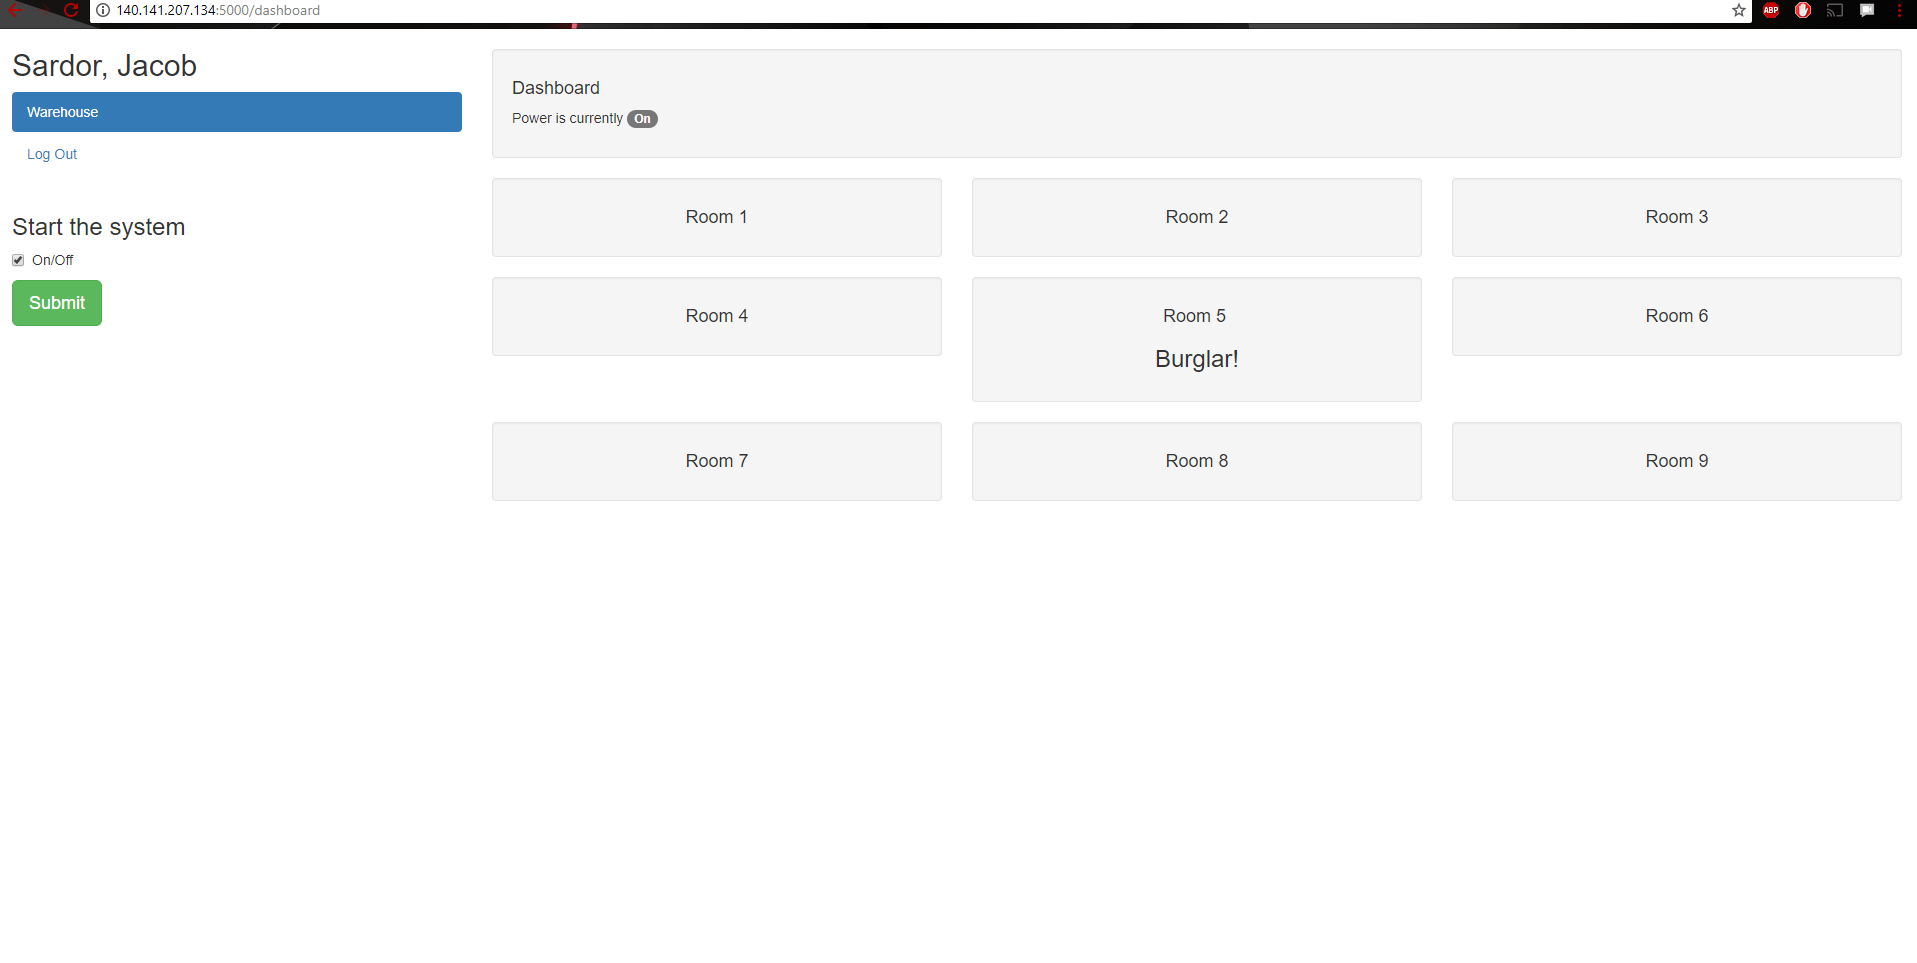 140.141.207.134:5000/dashboard
ABP
Sardor, Jacob
Warehouse
Log Out
Start the system
On/Off
Submit
Dashboard
Power is currently On
Room 1
Room 2
Room 3
Room 4
Room 5
Burglar!
Room 6
Room 7
Room 8
Room 9